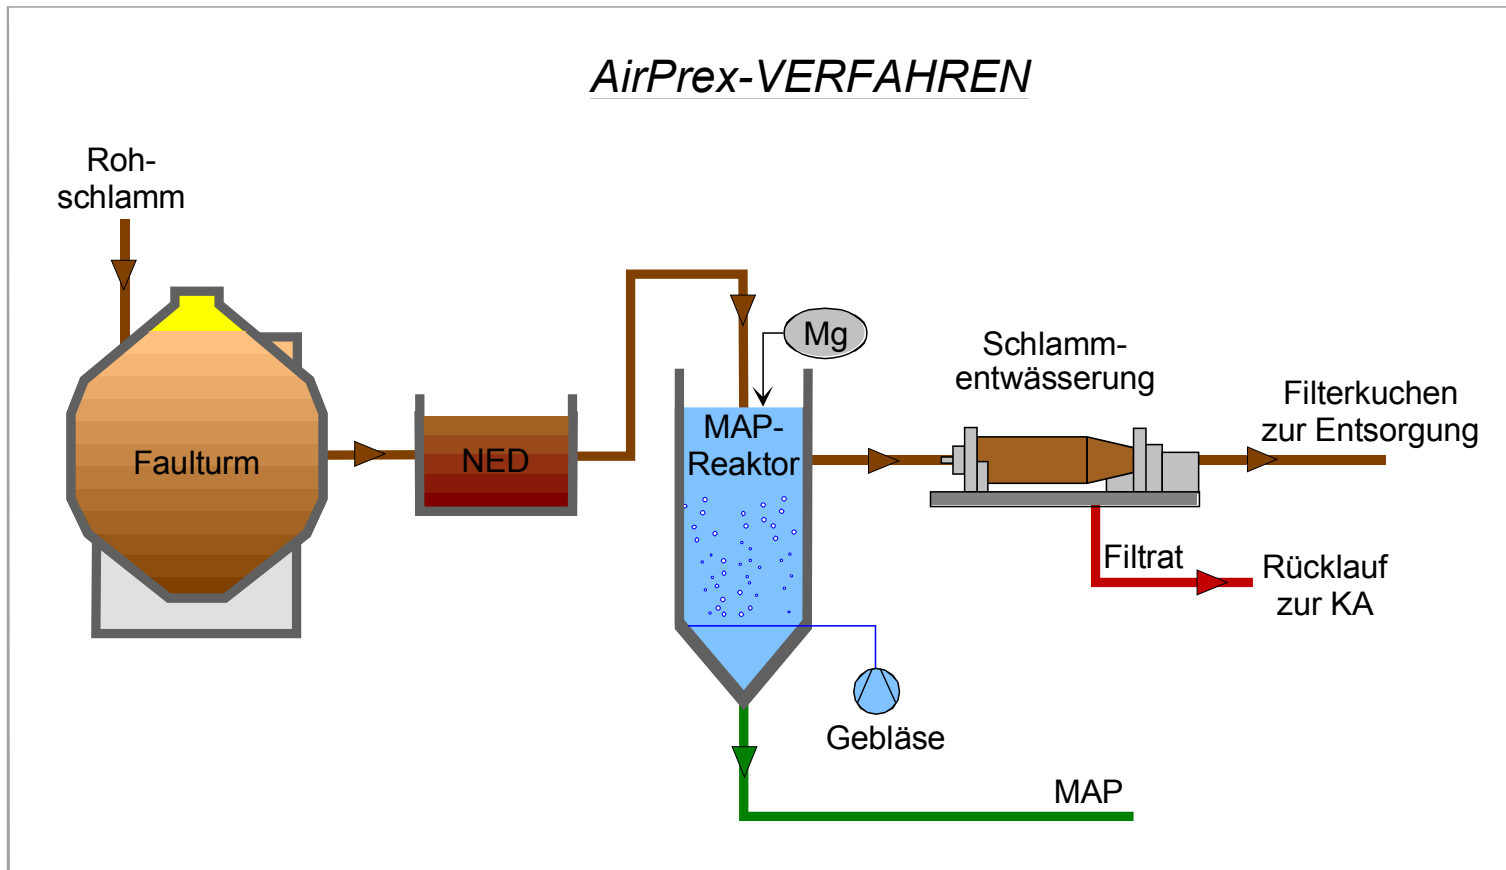 AirPrex-VERFAHREN
Roh-
schlamm
Faulturm
NED
Mg
MAP-
Reaktor
Schlamm-
entwässerung
Filterkuchen
zur Entsorgung
Filtrat
Rücklauf
zur KA
Gebläse
MAP